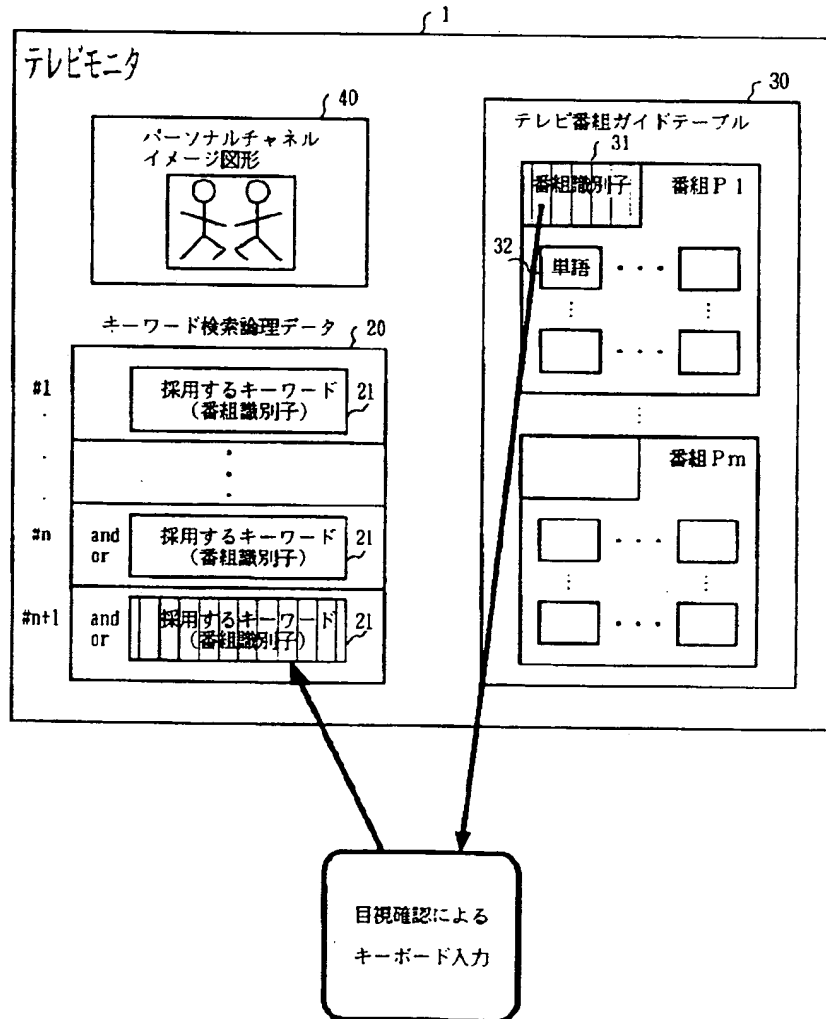 1
テレビモニタ
40
パーソナルチャネル
イメージ図形
30
テレビ番組ガイドテーブル
31
番組識別子
番組P1
32
単語
・・・
番組Pm
・・・
・・・
キーワード検索論理データ
20
#1
採用するキーワード
(番組識別子)
21
#n
and
or
採用するキーワード
(番組識別子)
21
#n+1
and
or
採用するキーワード
(番組識別子)
21
目視確認による
キーボード入力